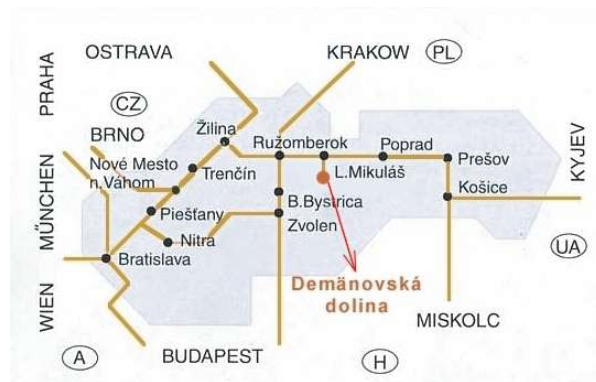 OSTRAVA
KRAKOW
PL
PRAHA
CZ
BRNO
Žilina
Ružomberok
Poprad
Prešov
KYJEV
Nové Mesto
n,Váhom
Trenčín
L.Mikuláš
Košice
MŰNCHEN
Piešťany
B.Bystrica
Zvolen
Nitra
UA
Bratislava
Demänovská
dolina
WIEN
MISKOLC
A
BUDAPEST
H